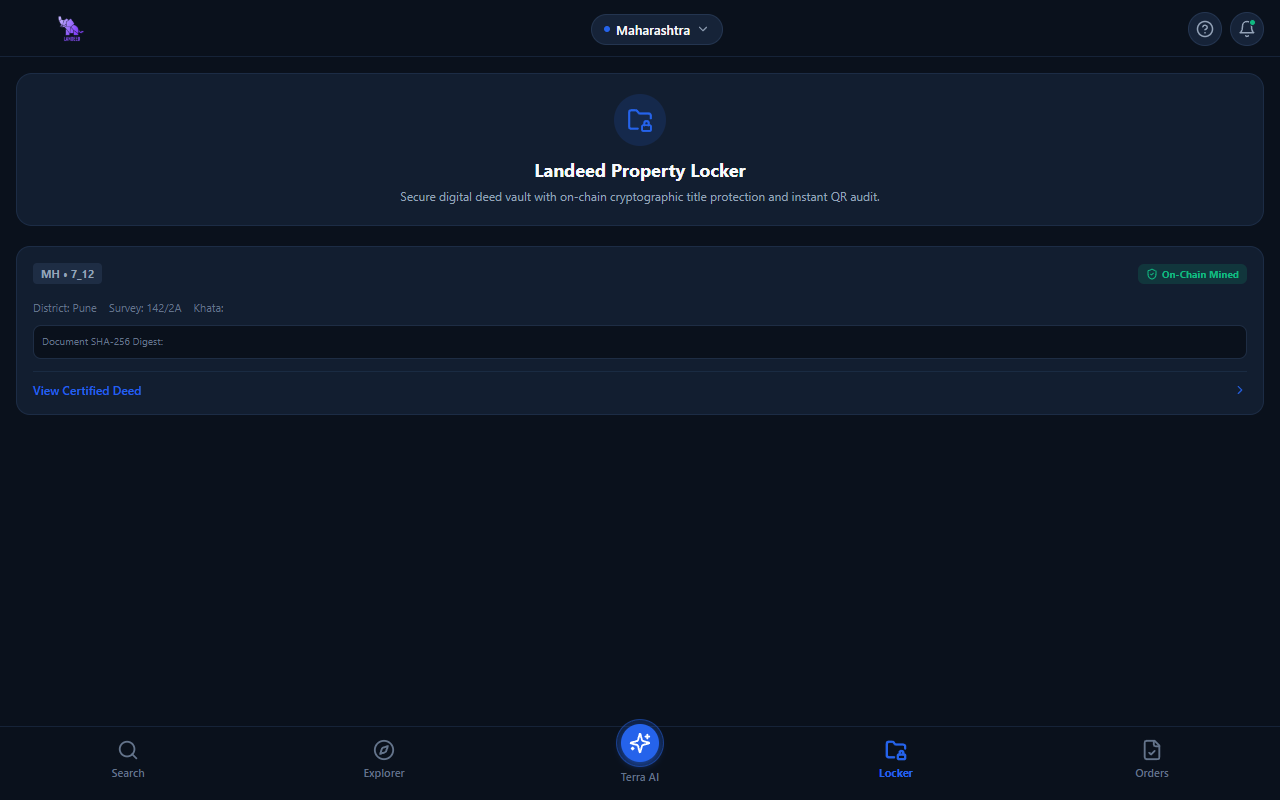 LANDEED
Maharashtra
Landeed Property Locker
Secure digital deed vault with on-chain cryptographic title protection and instant QR audit.
MH • 7_12
On-Chain Mined
District: Pune Survey: 142/2A Khata:
Document SHA-256 Digest:
View Certified Deed
Search
Explorer
Terra AI
Locker
Orders